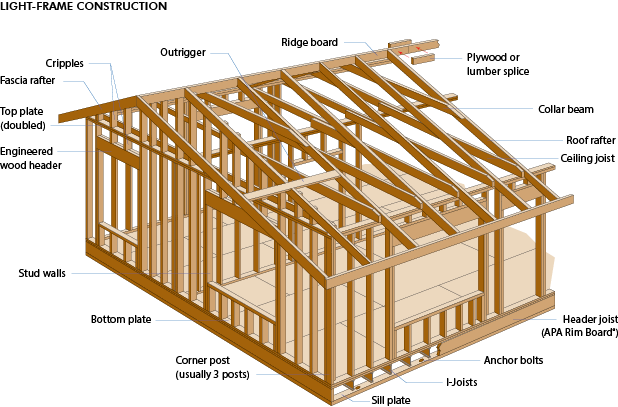 LIGHT-FRAME CONSTRUCTION
Ridge board
Outrigger
Plywood or
lumber splice
Cripples
Fascia rafter
Top plate
(doubled)
Collar beam
Engineered
wood header
Roof rafter
Ceiling joist
Stud walls
Bottom plate
Header joist
(APA Rim Board®)
Corner post
(usually 3 posts)
Anchor bolts
I-Joists
Sill plate